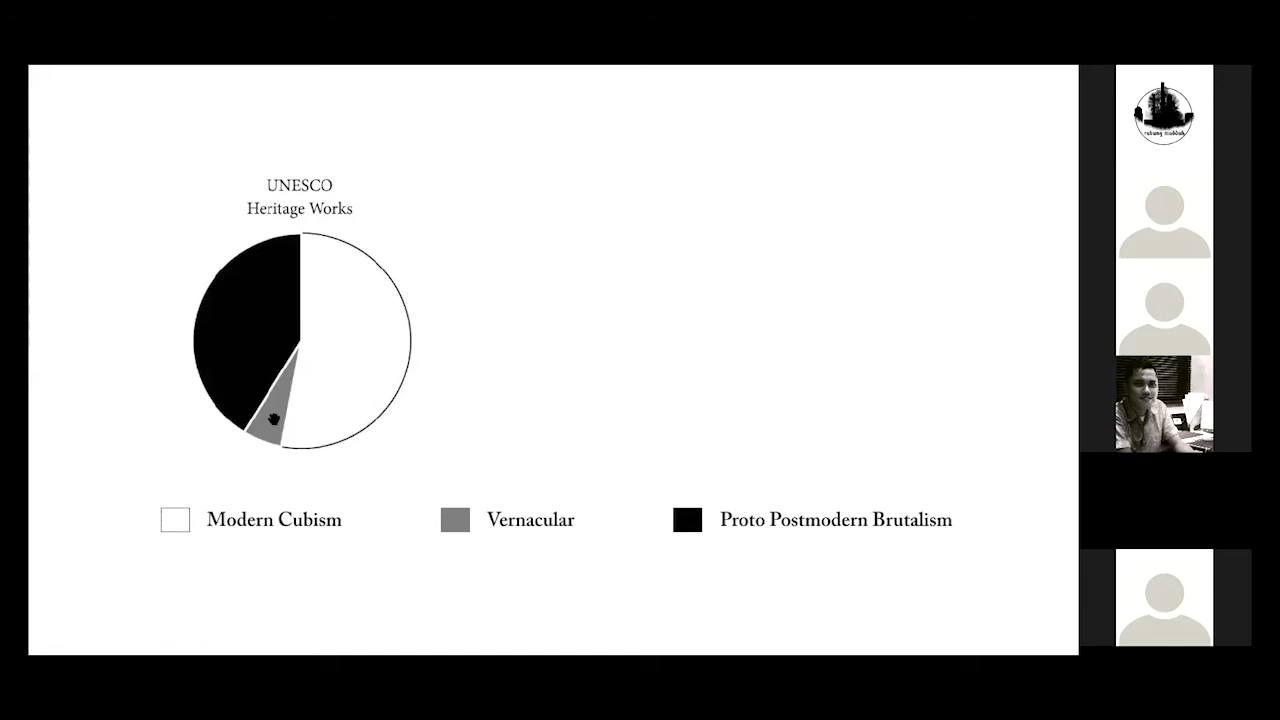 UNESCO
Heritage Works
Modern Cubism
Vernacular
Proto Postmodern Brutalism